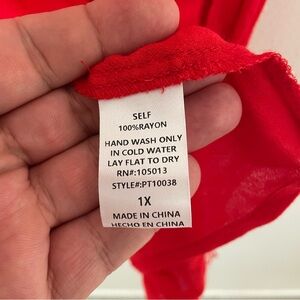 SELF
100%RAYON
HAND WASH ONLY
IN COLD WATER
LAY FLAT TO DRY
RN#:105013
STYLE#:PT10038
1X
MADE IN CHINA
HECHO EN CHINA